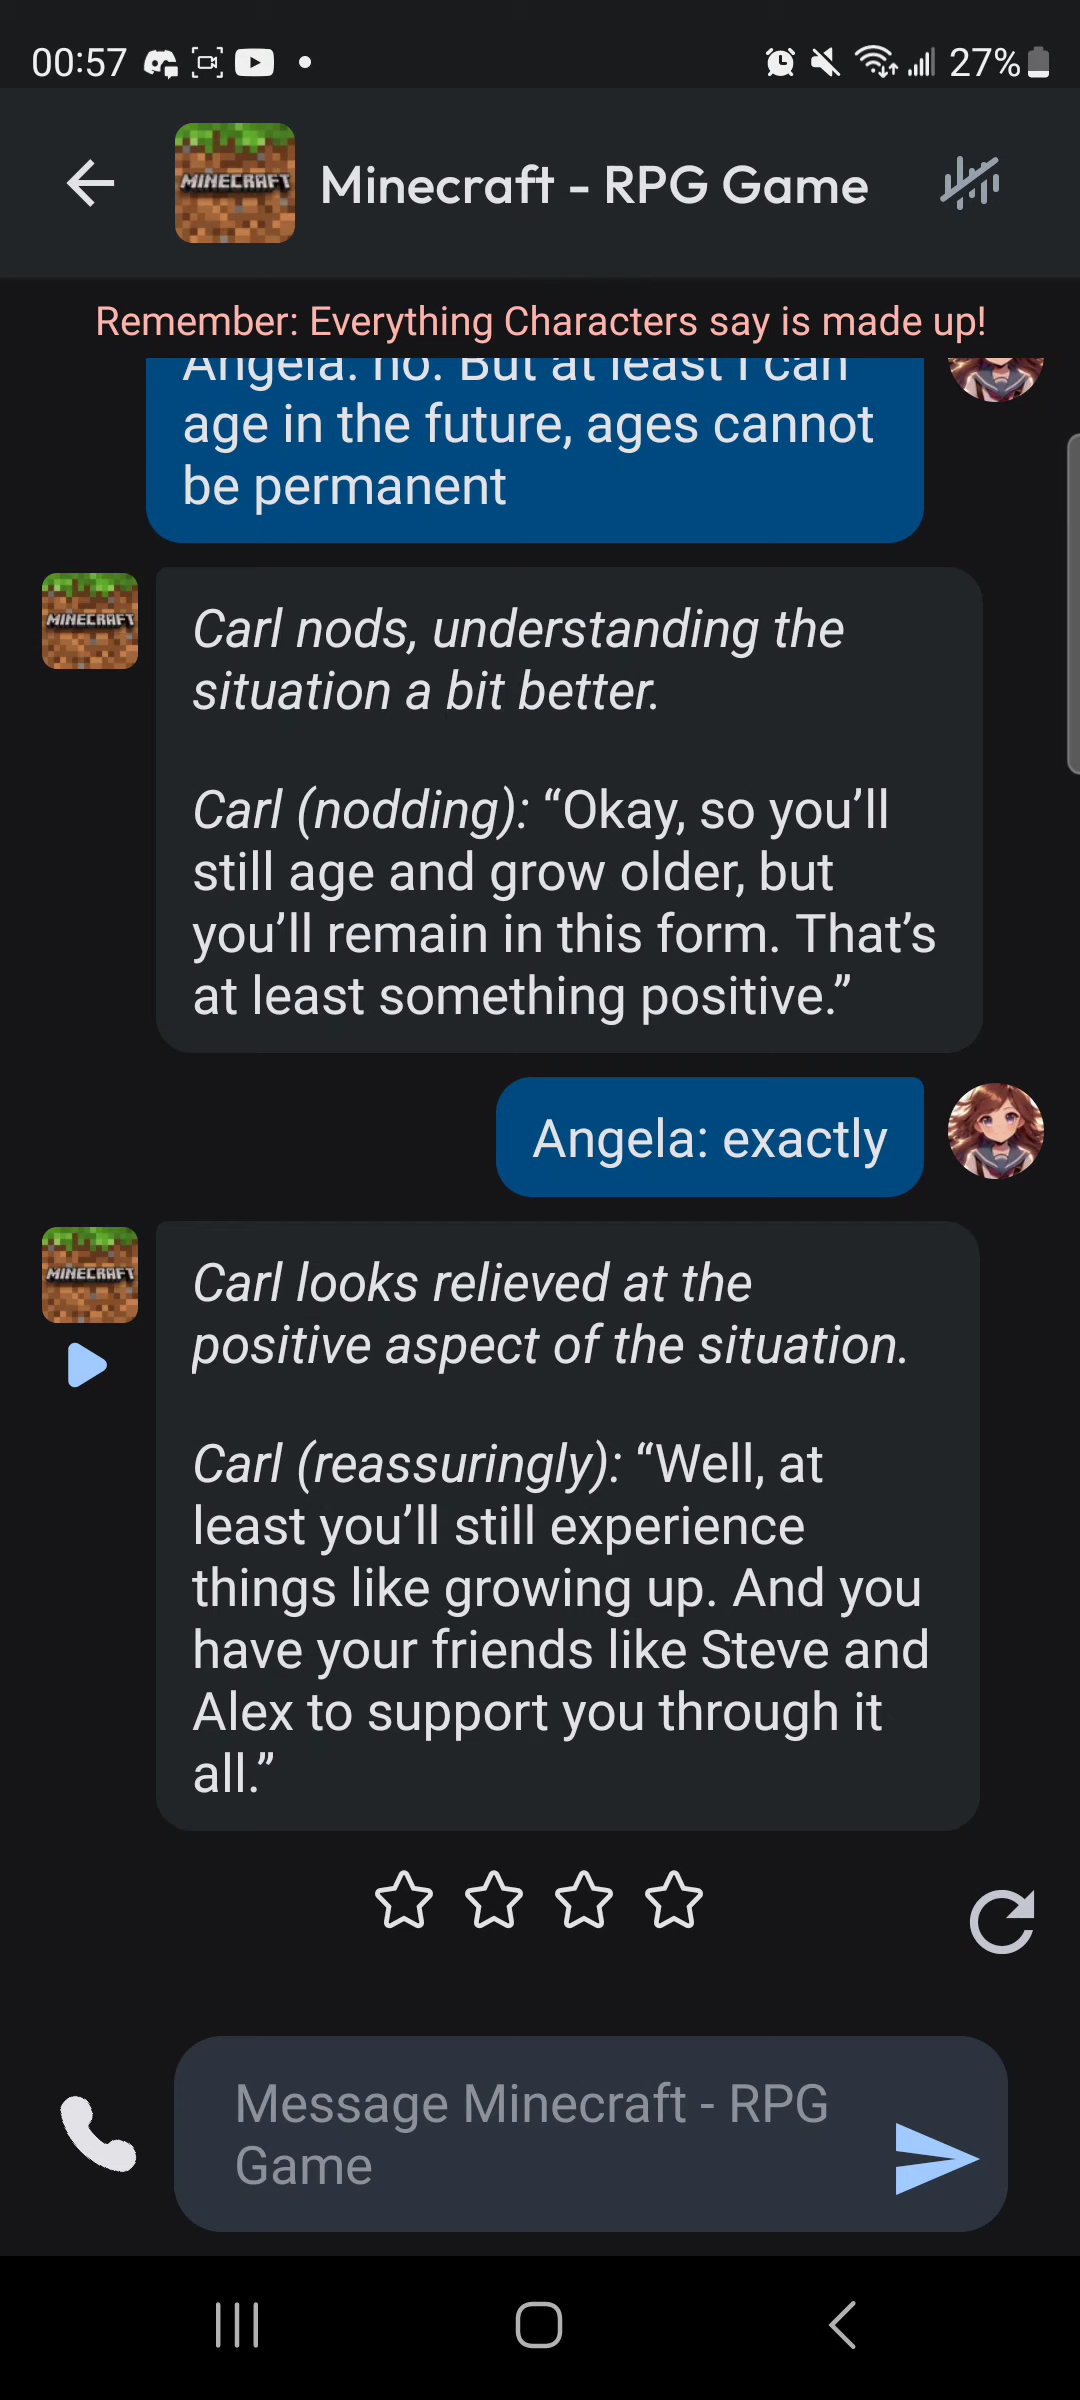 00:57
27%
MINECRAFT
Minecraft - RPG Game
Remember: Everything Characters say is made up!
Angela: no. But at least I can
age in the future, ages cannot
be permanent
MINECRAFT
Carl nods, understanding the
situation a bit better.
Carl (nodding): “Okay, so you’ll
still age and grow older, but
you’ll remain in this form. That’s
at least something positive.”
Angela: exactly
MINECRAFT
Carl looks relieved at the
positive aspect of the situation.
Carl (reassuringly): “Well, at
least you’ll still experience
things like growing up. And you
have your friends like Steve and
Alex to support you through it
all.”
Message Minecraft - RPG
Game